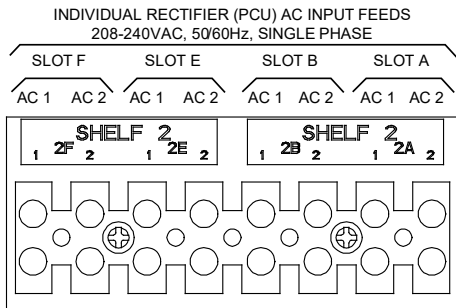 INDIVIDUAL RECTIFIER (PCU) AC INPUT FEEDS
208-240VAC, 50/60Hz, SINGLE PHASE
SLOT F SLOT E SLOT B SLOT A
AC 1 AC 2 AC 1 AC 2 AC 1 AC 2 AC 1 AC 2
SHELF 2 SHELF 2
1 2F 2 1 2E 2 1 2B 2 1 2A 2